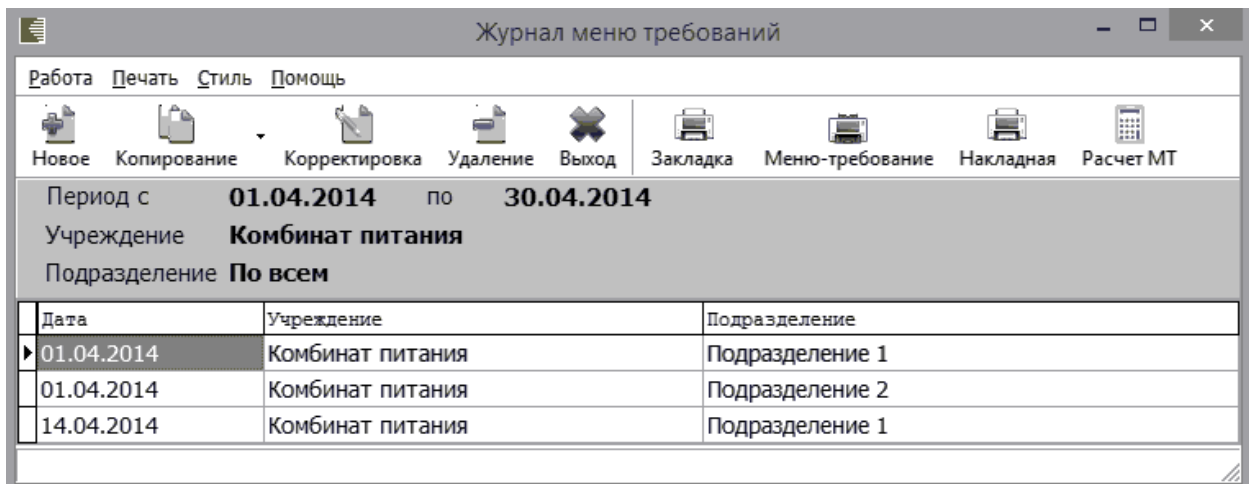 Журнал меню требований
Работа Печать Стиль Помощь
Новое Копирование Корректировка Удаление Выход Закладка Меню-требование Накладная Расчет МТ
Период с 01.04.2014 по 30.04.2014
Учреждение Комбинат питания
Подразделение По всем
Дата Учреждение Подразделение
01.04.2014 Комбинат питания Подразделение 1
01.04.2014 Комбинат питания Подразделение 2
14.04.2014 Комбинат питания Подразделение 1